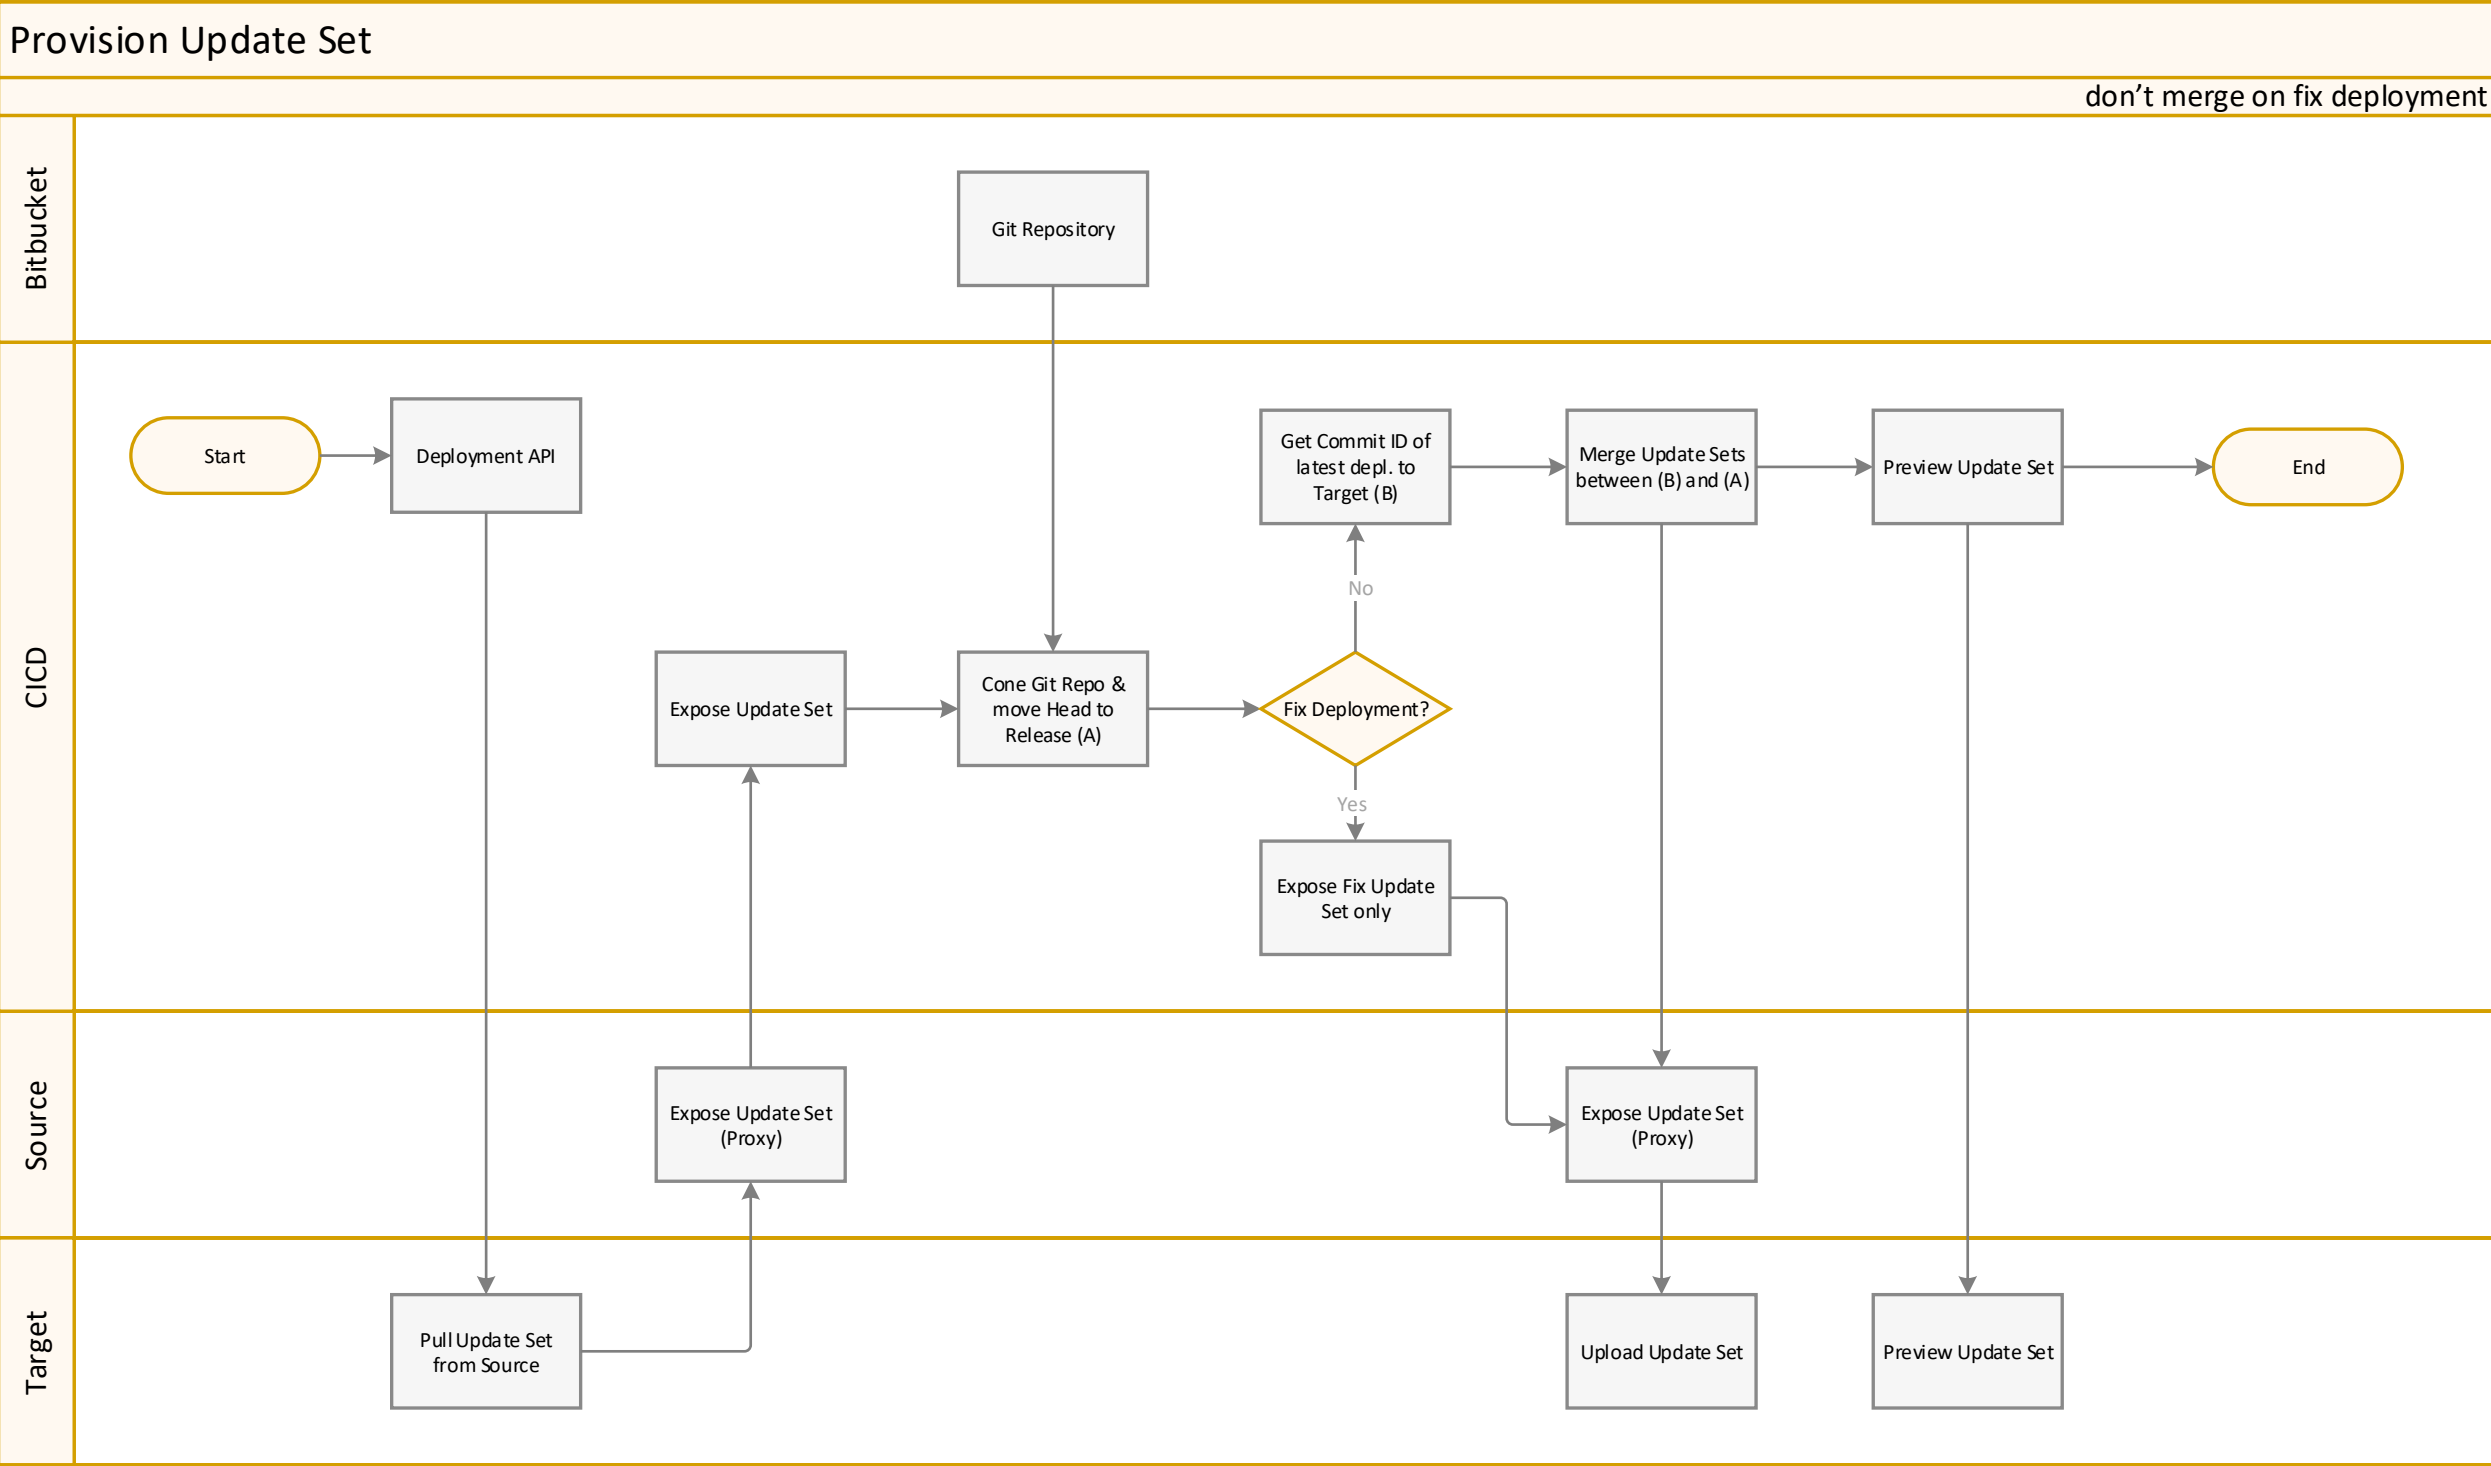 Provision Update Set
don't merge on fix deployment
Bitbucket
Git Repository
CICD
Start
Deployment API
Get Commit ID of
latest depl. to
Target (B)
Merge Update Sets
between (B) and (A)
Preview Update Set
End
No
Expose Update Set
Cone Git Repo &
move Head to
Release (A)
Fix Deployment?
Yes
Expose Fix Update
Set only
Source
Expose Update Set
(Proxy)
Expose Update Set
(Proxy)
Target
Pull Update Set
from Source
Upload Update Set
Preview Update Set